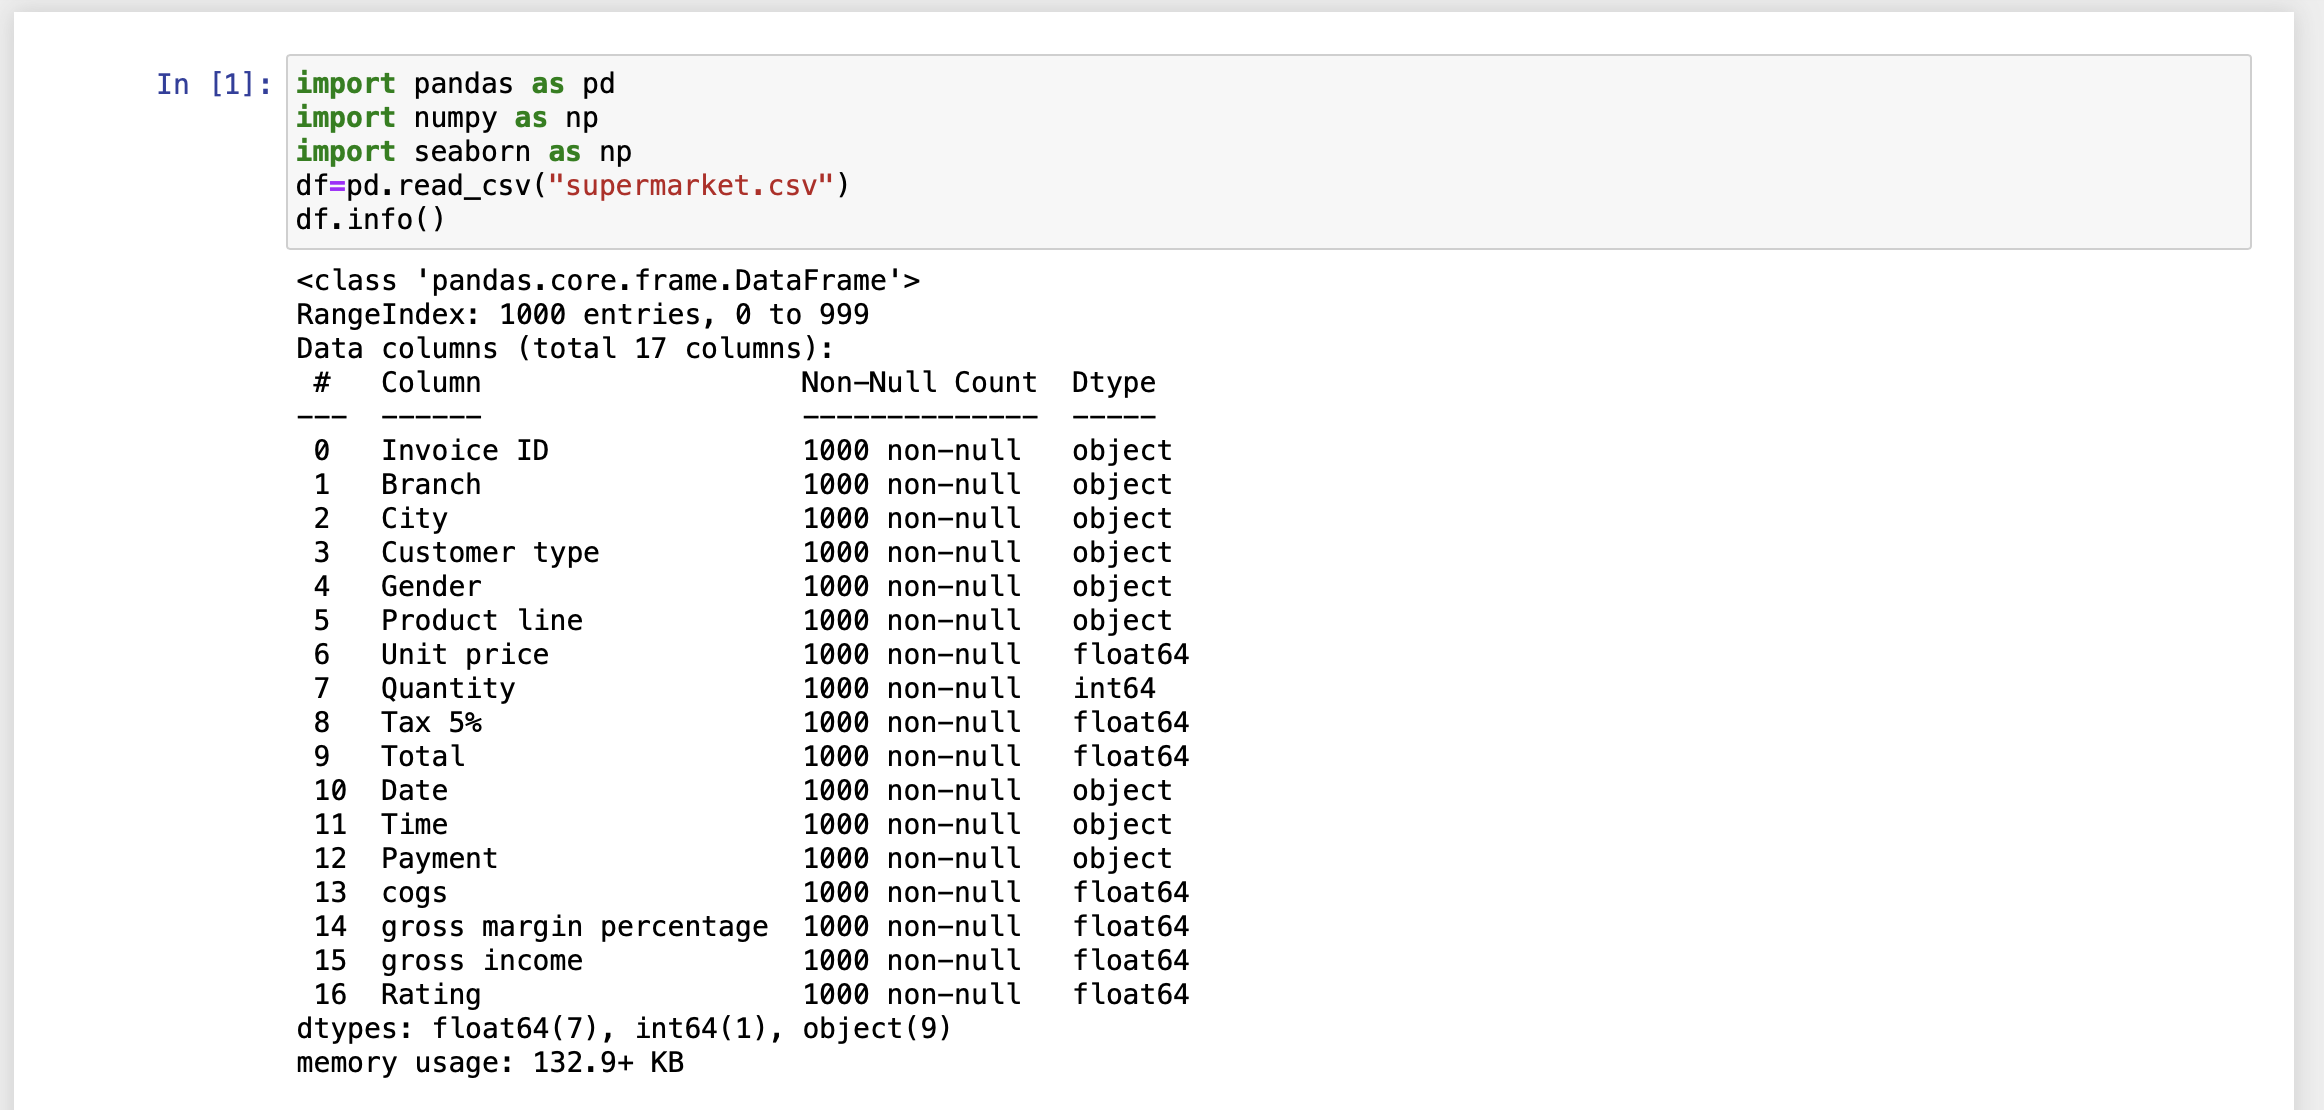 In [1]: import pandas as pd
import numpy as np
import seaborn as np
df=pd.read_csv("supermarket.csv")
df.info()
<class 'pandas.core.frame.DataFrame'>
RangeIndex: 1000 entries, 0 to 999
Data columns (total 17 columns):
 #   Column                   Non-Null Count  Dtype
---  ------                   --------------  -----
 0   Invoice ID               1000 non-null   object
 1   Branch                   1000 non-null   object
 2   City                     1000 non-null   object
 3   Customer type            1000 non-null   object
 4   Gender                   1000 non-null   object
 5   Product line             1000 non-null   object
 6   Unit price               1000 non-null   float64
 7   Quantity                 1000 non-null   int64
 8   Tax 5%                   1000 non-null   float64
 9   Total                    1000 non-null   float64
 10  Date                     1000 non-null   object
 11  Time                     1000 non-null   object
 12  Payment                  1000 non-null   object
 13  cogs                     1000 non-null   float64
 14  gross margin percentage  1000 non-null   float64
 15  gross income             1000 non-null   float64
 16  Rating                   1000 non-null   float64
dtypes: float64(7), int64(1), object(9)
memory usage: 132.9+ KB